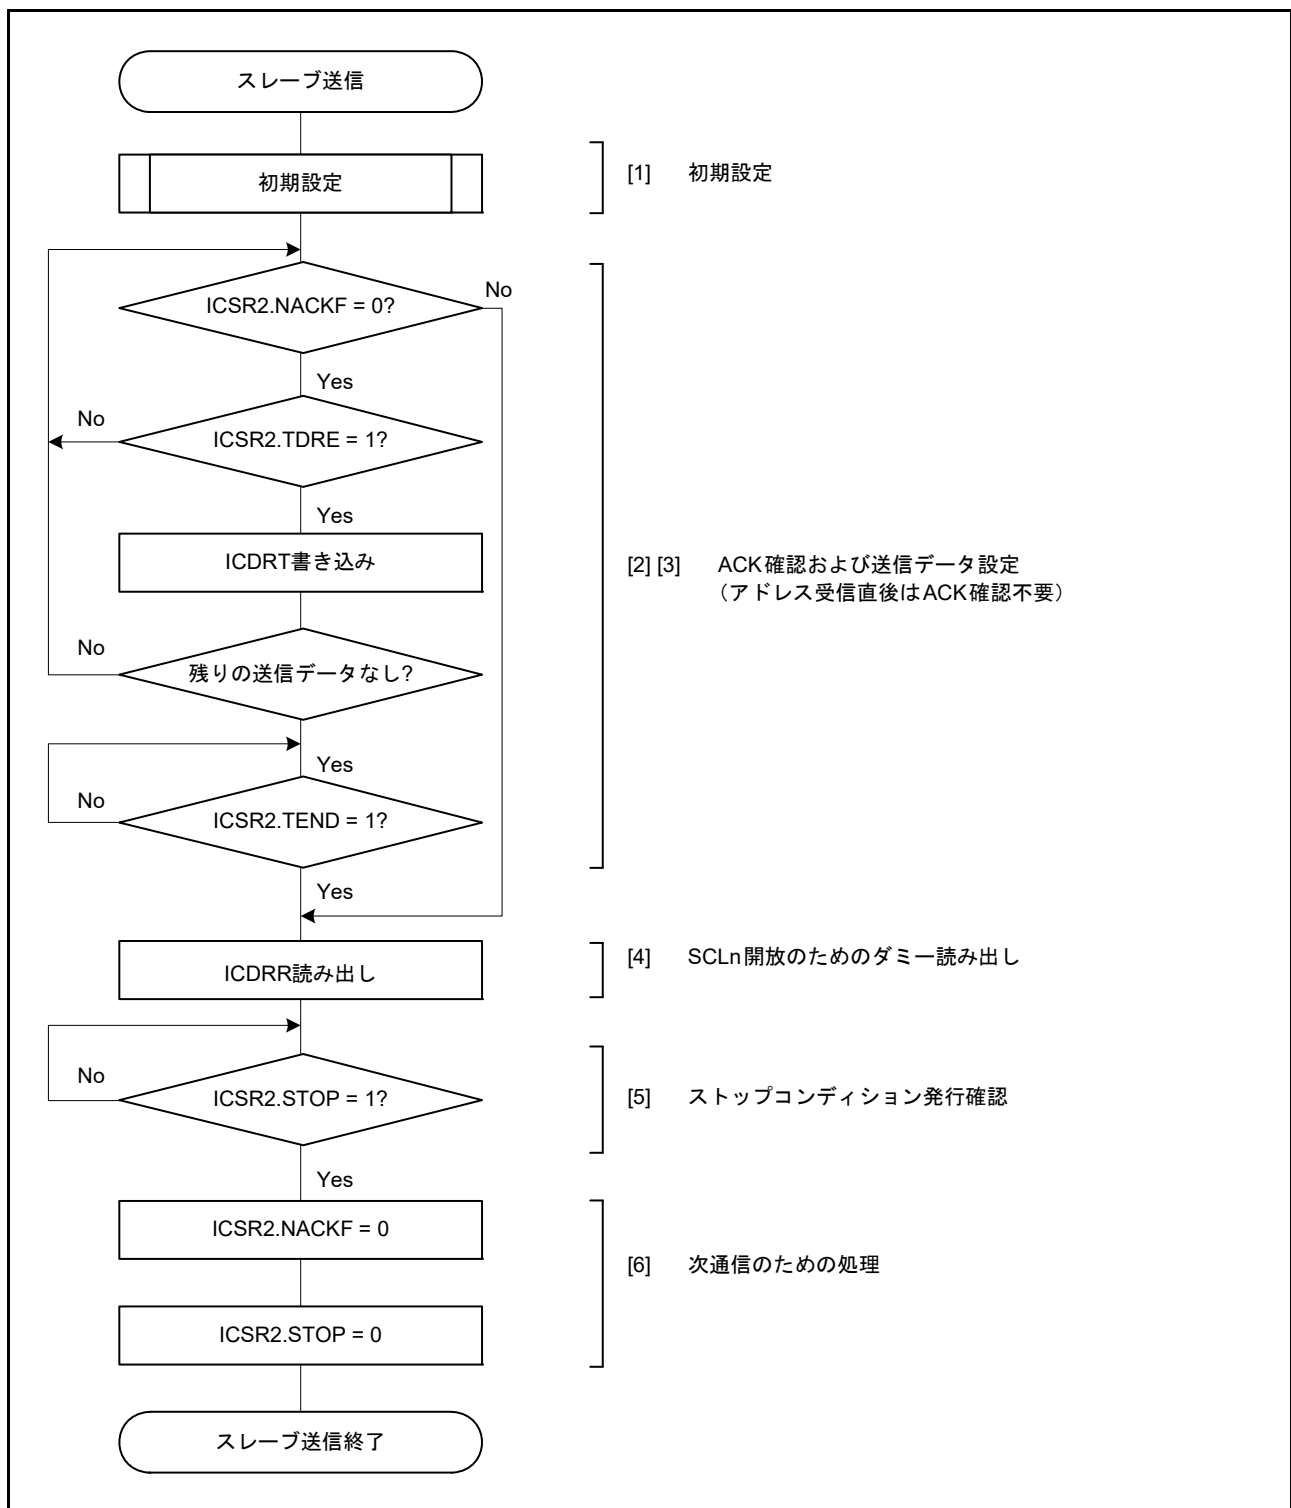 スレーブ送信
初期設定
[1] 初期設定
ICSR2.NACKF = 0?
No
Yes
No
ICSR2.TDRE = 1?
Yes
ICDRT書き込み
[2] [3] ACK確認および送信データ設定
（アドレス受信直後はACK確認不要）
No
残りの送信データなし?
Yes
No
ICSR2.TEND = 1?
Yes
ICDRR読み出し
[4] SCLn開放のためのダミー読み出し
No
ICSR2.STOP = 1?
[5] ストップコンディション発行確認
Yes
ICSR2.NACKF = 0
[6] 次通信のための処理
ICSR2.STOP = 0
スレーブ送信終了